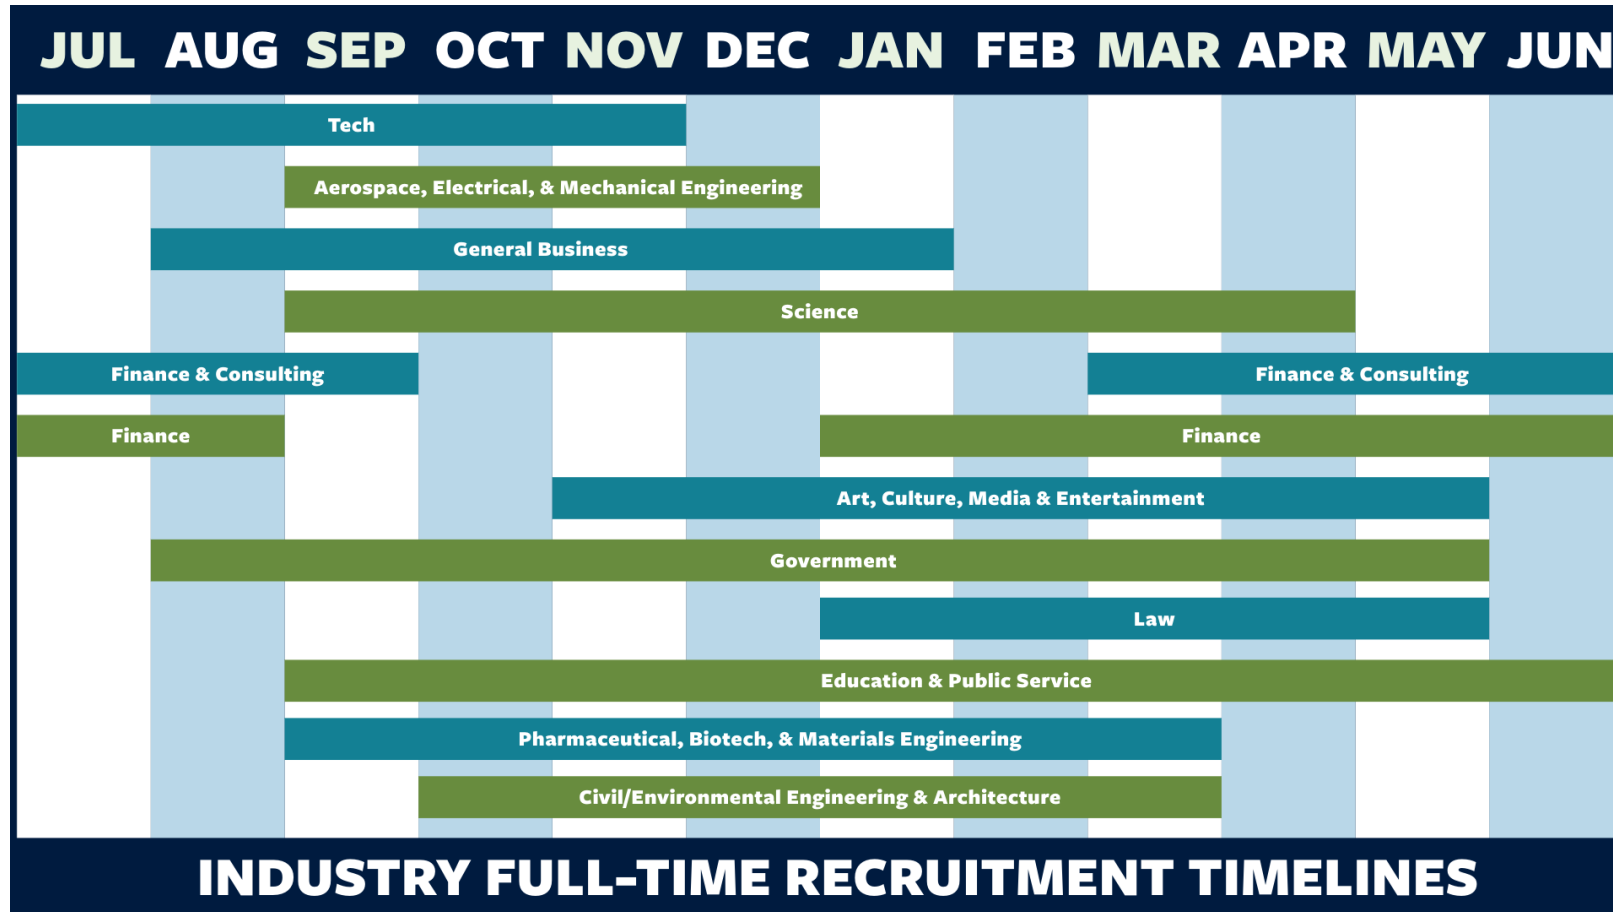 JUL AUG SEP OCT NOV DEC JAN FEB MAR APR MAY JUN
Tech
Aerospace, Electrical, & Mechanical Engineering
General Business
Science
Finance & Consulting Finance & Consulting
Finance Finance
Art, Culture, Media & Entertainment
Government
Law
Education & Public Service
Pharmaceutical, Biotech, & Materials Engineering
Civil/Environmental Engineering & Architecture
INDUSTRY FULL-TIME RECRUITMENT TIMELINES